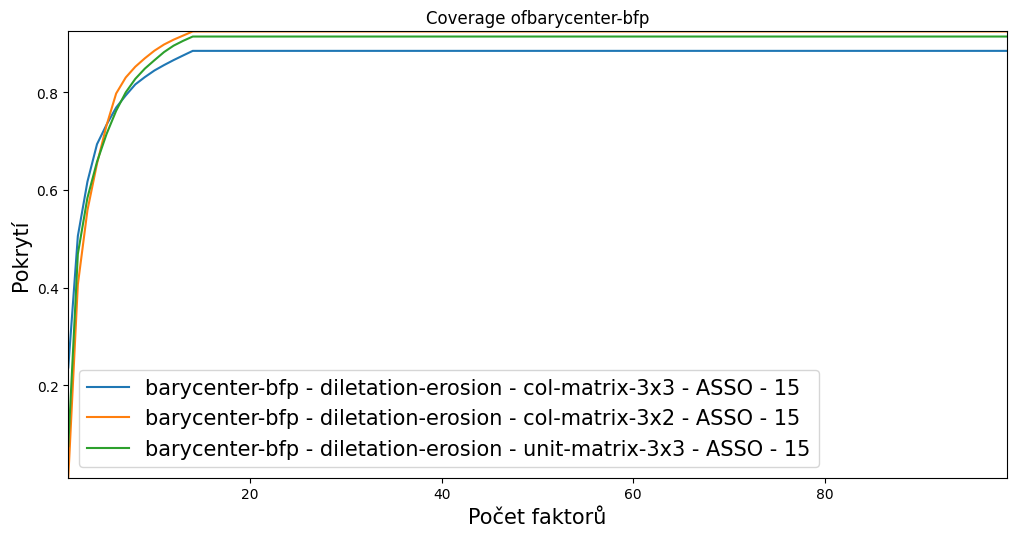 Coverage ofbarycenter-bfp
0.8
0.6
0.4
0.2
Pokrytí
barycenter-bfp - diletation-erosion - col-matrix-3x3 - ASSO - 15
barycenter-bfp - diletation-erosion - col-matrix-3x2 - ASSO - 15
barycenter-bfp - diletation-erosion - unit-matrix-3x3 - ASSO - 15
20 40 60 80
Počet faktorů